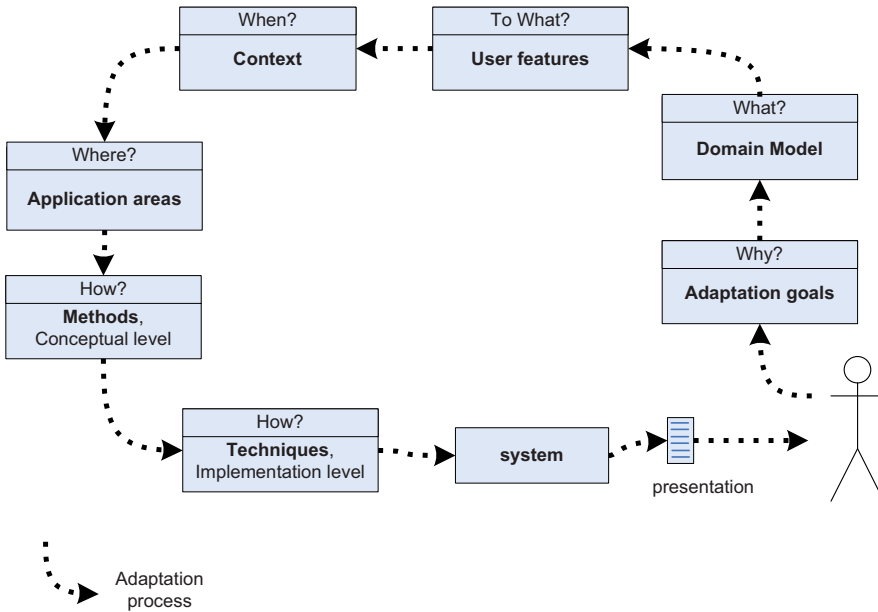 When?
Context
To What?
User features
What?
Domain Model
Where?
Application areas
Why?
Adaptation goals
How?
Methods,
Conceptual level
How?
Techniques,
Implementation level
system
presentation
Adaptation
process